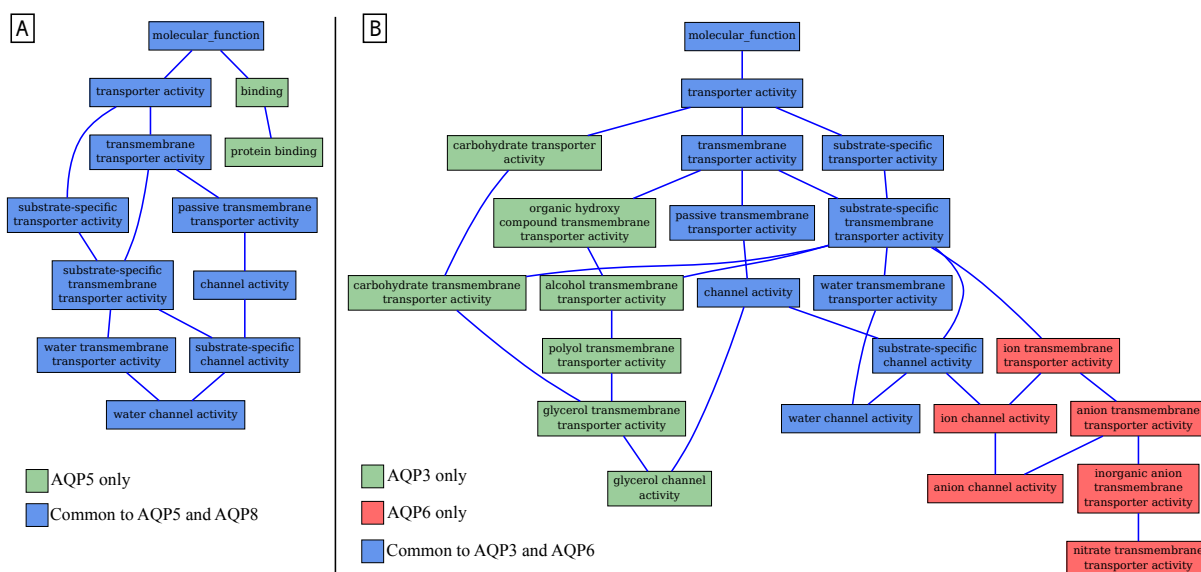 A
molecular_function
transporter activity
binding
transmembrane
transporter activity
protein binding
substrate-specific
transporter activity
passive transmembrane
transporter activity
substrate-specific
transmembrane
transporter activity
channel activity
water transmembrane
transporter activity
substrate-specific
channel activity
water channel activity
AQP5 only
Common to AQP5 and AQP8
B
molecular_function
transporter activity
carbohydrate transporter
activity
transmembrane
transporter activity
substrate-specific
transporter activity
organic hydroxy
compound transmembrane
transporter activity
passive transmembrane
transporter activity
substrate-specific
transmembrane
transporter activity
carbohydrate transmembrane
transporter activity
alcohol transmembrane
transporter activity
channel activity
water transmembrane
transporter activity
polyol transmembrane
transporter activity
substrate-specific
channel activity
ion transmembrane
transporter activity
glycerol transmembrane
transporter activity
water channel activity
ion channel activity
anion transmembrane
transporter activity
glycerol channel
activity
anion channel activity
inorganic anion
transmembrane
transporter activity
nitrate transmembrane
transporter activity
AQP3 only
AQP6 only
Common to AQP3 and AQP6